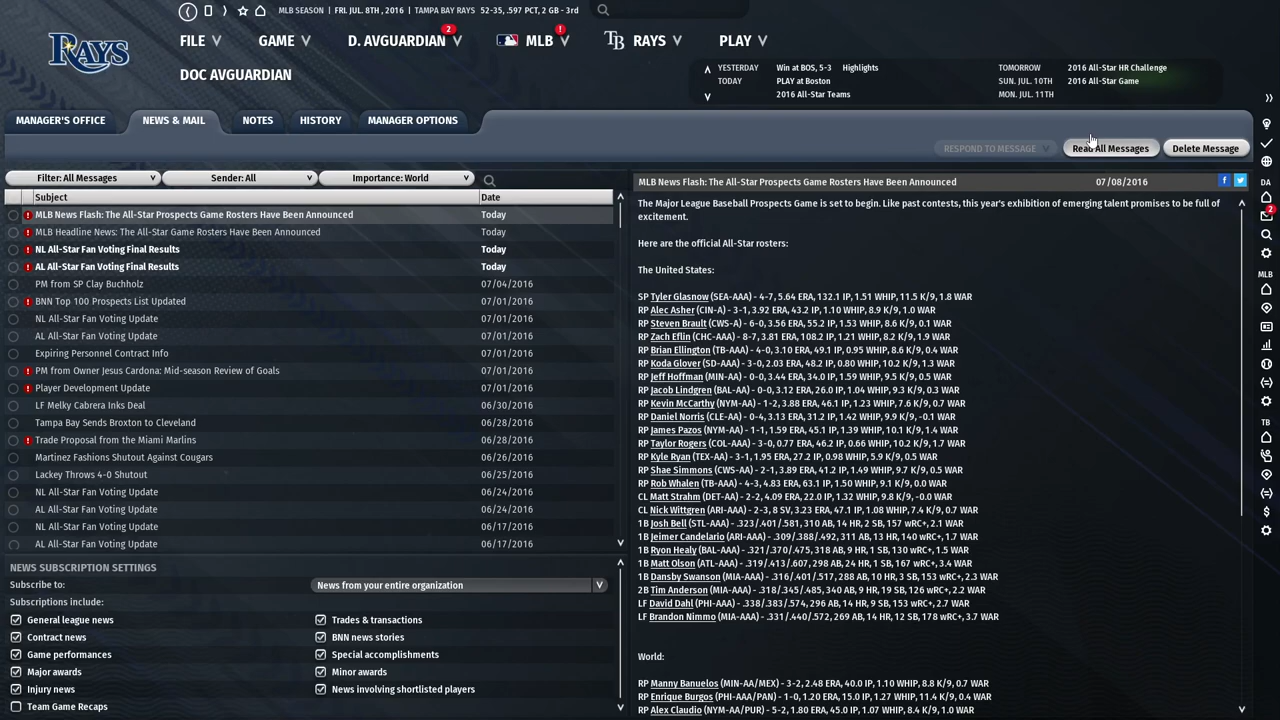 MLB SEASON | FRI. JUL. 8TH , 2016 | TAMPA BAY RAYS 52-35, .597 PCT, 2 GB - 3rd
RAYS
FILE GAME D. AVGUARDIAN 2 MLB ! TB RAYS PLAY
DOC AVGUARDIAN
YESTERDAY Win at BOS, 5-3 Highlights TOMORROW 2016 All-Star HR Challenge
TODAY PLAY at Boston SUN. JUL. 10TH 2016 All-Star Game
2016 All-Star Teams MON. JUL. 11TH
MANAGER'S OFFICE NEWS & MAIL NOTES HISTORY MANAGER OPTIONS
RESPOND TO MESSAGE Read All Messages Delete Message
Filter: All Messages Sender: All Importance: World
Subject Date
MLB News Flash: The All-Star Prospects Game Rosters Have Been Announced Today
MLB Headline News: The All-Star Game Rosters Have Been Announced Today
NL All-Star Fan Voting Final Results Today
AL All-Star Fan Voting Final Results Today
PM from SP Clay Buchholz 07/04/2016
BNN Top 100 Prospects List Updated 07/01/2016
NL All-Star Fan Voting Update 07/01/2016
AL All-Star Fan Voting Update 07/01/2016
Expiring Personnel Contract Info 07/01/2016
PM from Owner Jesus Cardona: Mid-season Review of Goals 07/01/2016
Player Development Update 07/01/2016
LF Melky Cabrera Inks Deal 06/30/2016
Tampa Bay Sends Broxton to Cleveland 06/28/2016
Trade Proposal from the Miami Marlins 06/28/2016
Martinez Fashions Shutout Against Cougars 06/26/2016
Lackey Throws 4-0 Shutout 06/25/2016
NL All-Star Fan Voting Update 06/24/2016
AL All-Star Fan Voting Update 06/24/2016
NL All-Star Fan Voting Update 06/17/2016
AL All-Star Fan Voting Update 06/17/2016
NEWS SUBSCRIPTION SETTINGS
Subscribe to: News from your entire organization
Subscriptions include:
General league news Trades & transactions
Contract news BNN news stories
Game performances Special accomplishments
Major awards Minor awards
Injury news News involving shortlisted players
Team Game Recaps
MLB News Flash: The All-Star Prospects Game Rosters Have Been Announced 07/08/2016
The Major League Baseball Prospects Game is set to begin. Like past contests, this year's exhibition of emerging talent promises to be full of
excitement.
Here are the official All-Star rosters:
The United States:
SP Tyler Glasnow (SEA-AAA) - 4-7, 5.64 ERA, 132.1 IP, 1.51 WHIP, 11.5 K/9, 1.8 WAR
RP Alec Asher (CIN-A) - 3-1, 3.92 ERA, 43.2 IP, 1.10 WHIP, 8.9 K/9, 1.0 WAR
RP Steven Brault (CWS-A) - 6-0, 3.56 ERA, 55.2 IP, 1.53 WHIP, 8.6 K/9, 0.1 WAR
RP Zach Eflin (CHC-AAA) - 8-7, 3.81 ERA, 108.2 IP, 1.21 WHIP, 8.2 K/9, 1.9 WAR
RP Brian Ellington (TB-AAA) - 4-0, 3.10 ERA, 49.1 IP, 0.95 WHIP, 8.6 K/9, 0.4 WAR
RP Koda Glover (SD-AAA) - 3-0, 2.03 ERA, 48.2 IP, 0.80 WHIP, 10.2 K/9, 1.3 WAR
RP Jeff Hoffman (MIN-AA) - 0-0, 3.44 ERA, 34.0 IP, 1.59 WHIP, 9.5 K/9, 0.5 WAR
RP Jacob Lindgren (BAL-AA) - 0-0, 3.12 ERA, 26.0 IP, 1.04 WHIP, 9.3 K/9, 0.3 WAR
RP Kevin McCarthy (NYM-AA) - 1-2, 3.88 ERA, 46.1 IP, 1.23 WHIP, 7.6 K/9, 0.7 WAR
RP Daniel Norris (CLE-AA) - 0-4, 3.13 ERA, 31.2 IP, 1.42 WHIP, 9.9 K/9, -0.1 WAR
RP James Pazos (NYM-AA) - 1-1, 1.59 ERA, 45.1 IP, 1.39 WHIP, 10.1 K/9, 1.4 WAR
RP Taylor Rogers (COL-AAA) - 3-0, 0.77 ERA, 46.2 IP, 0.66 WHIP, 10.2 K/9, 1.7 WAR
RP Kyle Ryan (TEX-AA) - 3-1, 1.95 ERA, 27.2 IP, 0.98 WHIP, 5.9 K/9, 0.5 WAR
RP Shae Simmons (CWS-AA) - 2-1, 3.89 ERA, 41.2 IP, 1.49 WHIP, 9.7 K/9, 0.5 WAR
RP Rob Whalen (TB-AAA) - 4-3, 4.83 ERA, 63.1 IP, 1.50 WHIP, 9.1 K/9, 0.0 WAR
CL Matt Strahm (DET-AA) - 2-2, 4.09 ERA, 22.0 IP, 1.32 WHIP, 9.8 K/9, -0.0 WAR
CL Nick Wittgren (ARI-AAA) - 2-3, 8 SV, 3.23 ERA, 47.1 IP, 1.08 WHIP, 7.4 K/9, 0.7 WAR
1B Josh Bell (STL-AAA) - .323/.401/.581, 310 AB, 14 HR, 2 SB, 157 wRC+, 2.1 WAR
1B Jeimer Candelario (ARI-AAA) - .309/.388/.492, 311 AB, 13 HR, 140 wRC+, 1.7 WAR
1B Ryon Healy (BAL-AAA) - .321/.370/.475, 318 AB, 9 HR, 1 SB, 130 wRC+, 1.5 WAR
1B Matt Olson (ATL-AAA) - .319/.413/.607, 298 AB, 24 HR, 1 SB, 167 wRC+, 3.4 WAR
1B Dansby Swanson (MIA-AAA) - .316/.401/.517, 288 AB, 10 HR, 3 SB, 153 wRC+, 2.3 WAR
2B Tim Anderson (MIA-AAA) - .318/.345/.485, 340 AB, 9 HR, 19 SB, 126 wRC+, 2.2 WAR
LF David Dahl (PHI-AAA) - .338/.383/.574, 296 AB, 14 HR, 9 SB, 153 wRC+, 2.7 WAR
LF Brandon Nimmo (MIA-AAA) - .331/.440/.572, 269 AB, 14 HR, 12 SB, 178 wRC+, 3.7 WAR
World:
RP Manny Banuelos (MIN-AA/MEX) - 3-2, 2.48 ERA, 40.0 IP, 1.10 WHIP, 8.8 K/9, 0.7 WAR
RP Enrique Burgos (PHI-AAA/PAN) - 1-0, 1.20 ERA, 15.0 IP, 1.27 WHIP, 11.4 K/9, 0.4 WAR
RP Alex Claudio (NYM-AA/PUR) - 5-2, 1.80 ERA, 45.0 IP, 1.07 WHIP, 8.4 K/9, 1.0 WAR
DA
2
MLB
TB